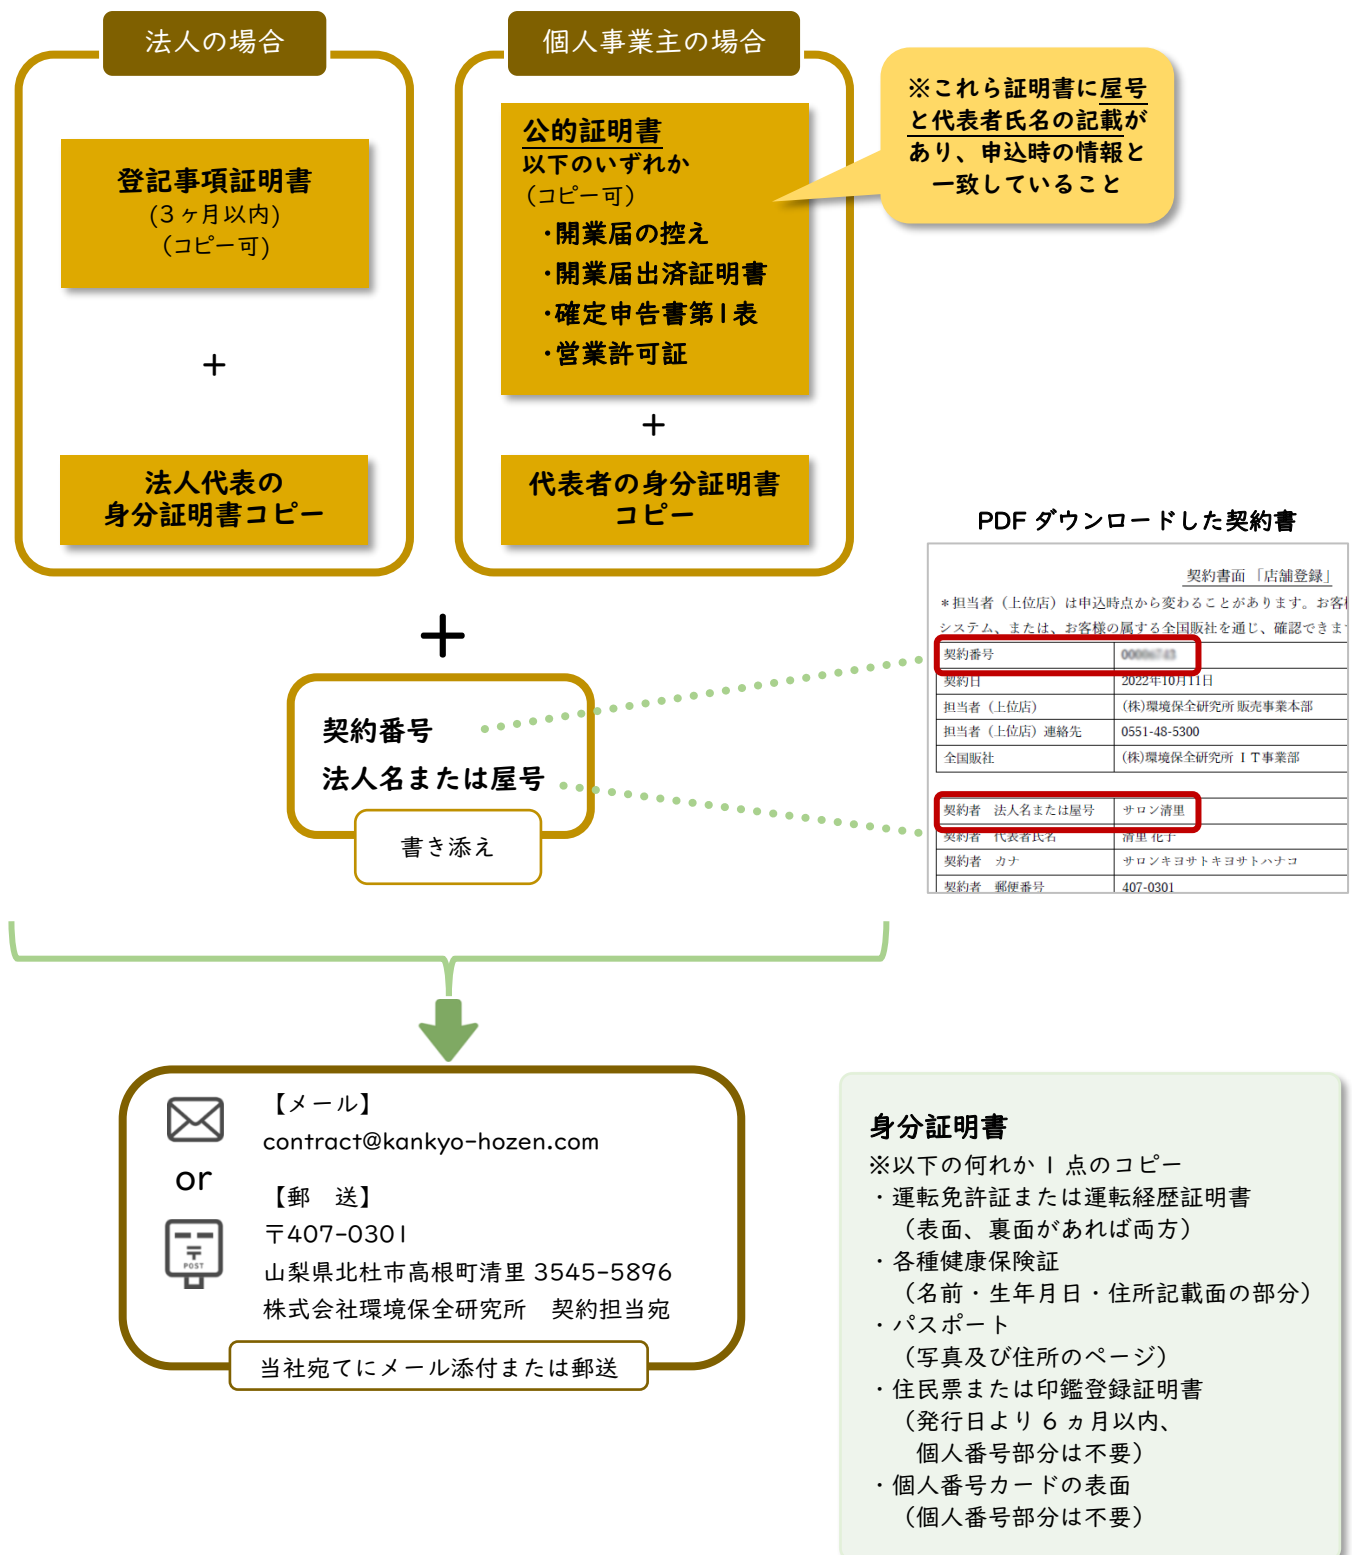 法人の場合
登記事項証明書
(3ヶ月以内)
(コピー可)
+
法人代表の
身分証明書コピー
個人事業主の場合
公的証明書
以下のいずれか
(コピー可)
・開業届の控え
・開業届出済証明書
・確定申告書第1表
・営業許可証
+
代表者の身分証明書
コピー
※これら証明書に屋号
と代表者氏名の記載が
あり、申込時の情報と
一致していること
+
契約番号
法人名または屋号
書き添え
PDF ダウンロードした契約書
契約書面 「店舗登録」
*担当者(上位店)は申込時点から変わることがあります。お客
システム、または、お客様の属する全国販社を通じ、確認できま
契約番号
契約日 2022年10月11日
担当者(上位店) (株)環境保全研究所 販売事業本部
担当者(上位店)連絡先 0551-48-5300
全国販社 (株)環境保全研究所 IT事業部
契約者 法人名または屋号 サロン清里
契約者 代表者氏名 清里 花子
契約者 カナ サロンキヨサトキヨサトハナコ
契約者 郵便番号 407-0301
【メール】
contract@kankyo-hozen.com
or
【郵 送】
〒407-0301
POST
山梨県北杜市高根町清里 3545-5896
株式会社環境保全研究所 契約担当宛
当社宛てにメール添付または郵送
身分証明書
※以下の何れか1点のコピー
・運転免許証または運転経歴証明書
(表面、裏面があれば両方)
・各種健康保険証
(名前・生年月日・住所記載面の部分)
・パスポート
(写真及び住所のページ)
・住民票または印鑑登録証明書
(発行日より6ヵ月以内、
個人番号部分は不要)
・個人番号カードの表面
(個人番号部分は不要)